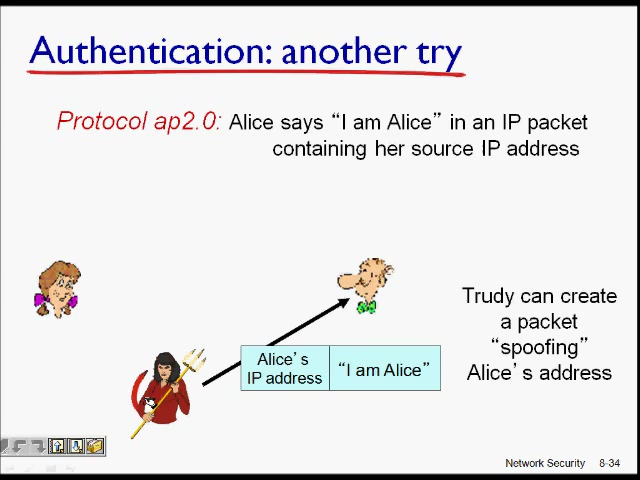 Authentication: another try
Protocol ap2.0: Alice says “I am Alice” in an IP packet
containing her source IP address
Trudy can create
a packet
“spoofing”
Alice’s address
Alice’s
IP address
“I am Alice”
Network Security 8-34